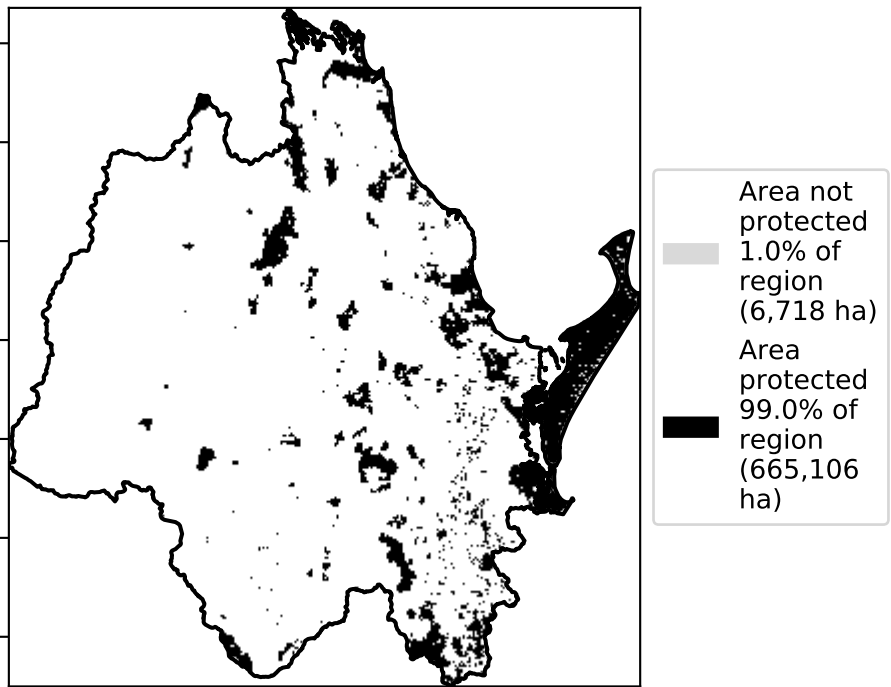 Area not
protected
1.0% of
region
(6,718 ha)
Area
protected
99.0% of
region
(665,106
ha)